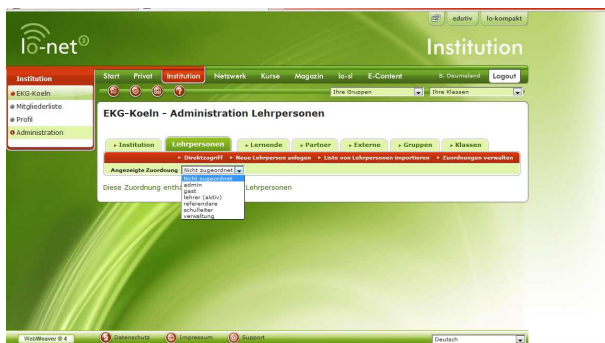 edutiv lo-kompakt
lo-net²®
Institution
Institution
Start Privat Institution Netzwerk Kurse Magazin lo-sl E-Content B. Deumeland Logout
EKG-Koeln
Mitgliederliste
Profil
Administration
Ihre Gruppen Ihre Klassen
EKG-Koeln - Administration Lehrpersonen
Institution Lehrpersonen Lernende Partner Externe Gruppen Klassen
Direktzugriff Neue Lehrperson anlegen Liste von Lehrpersonen importieren Zuordnungen verwalten
Angezeigte Zuordnung Nicht zugeordnet
Nicht zugeordnet
admin
gast
lehrer (aktiv)
referendare
schulleiter
verwaltung
Diese Zuordnung enthä Lehrpersonen
WebWeaver ® 4 Datenschutz Impressum Support Deutsch